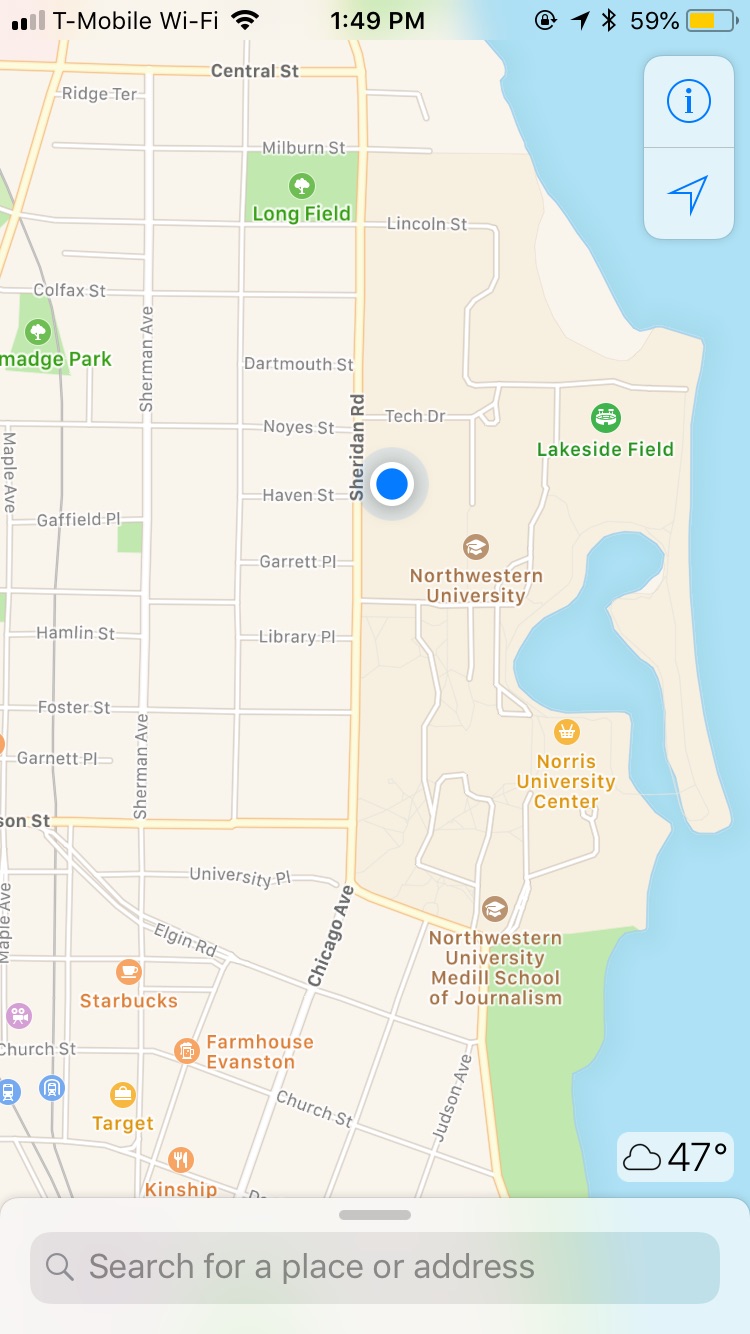 T-Mobile Wi-Fi 1:49 PM 59%
Central St
Ridge Ter
Milburn St
Long Field
Lincoln St
Colfax St
Sherman Ave
madge Park
Dartmouth St
Sheridan Rd
Tech Dr
Noyes St
Lakeside Field
Maple Ave
Haven St
Gaffield Pl
Garrett Pl
Northwestern
University
Hamlin St
Library Pl
Foster St
Sherman Ave
Garnett Pl
Norris
University
Center
son St
University Pl
Maple Ave
Chicago Ave
Elgin Rd
Northwestern
University
Medill School
of Journalism
Starbucks
Farmhouse
Evanston
Church St
Judson Ave
Church St
Target
47°
Kinship
Search for a place or address